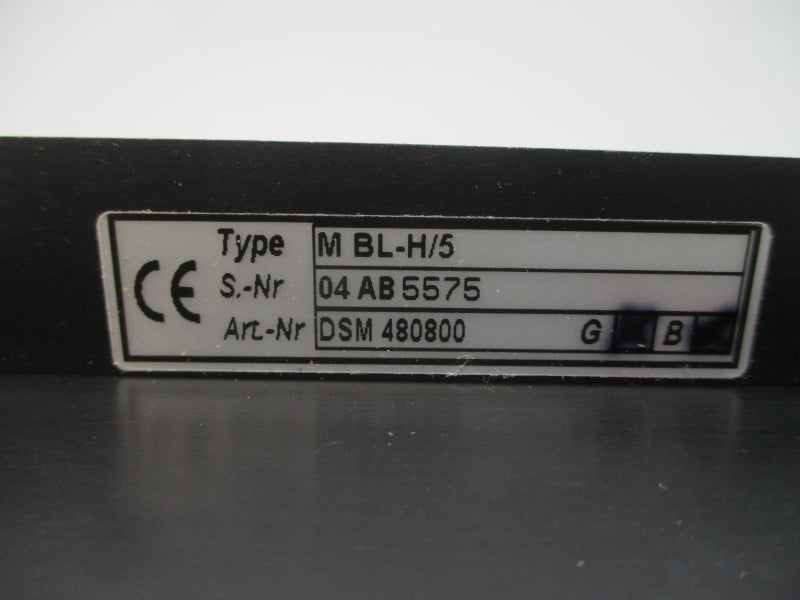 CE
Type M BL-H/5
S.-Nr 04 AB 5575
Art.-Nr DSM 480800 G B